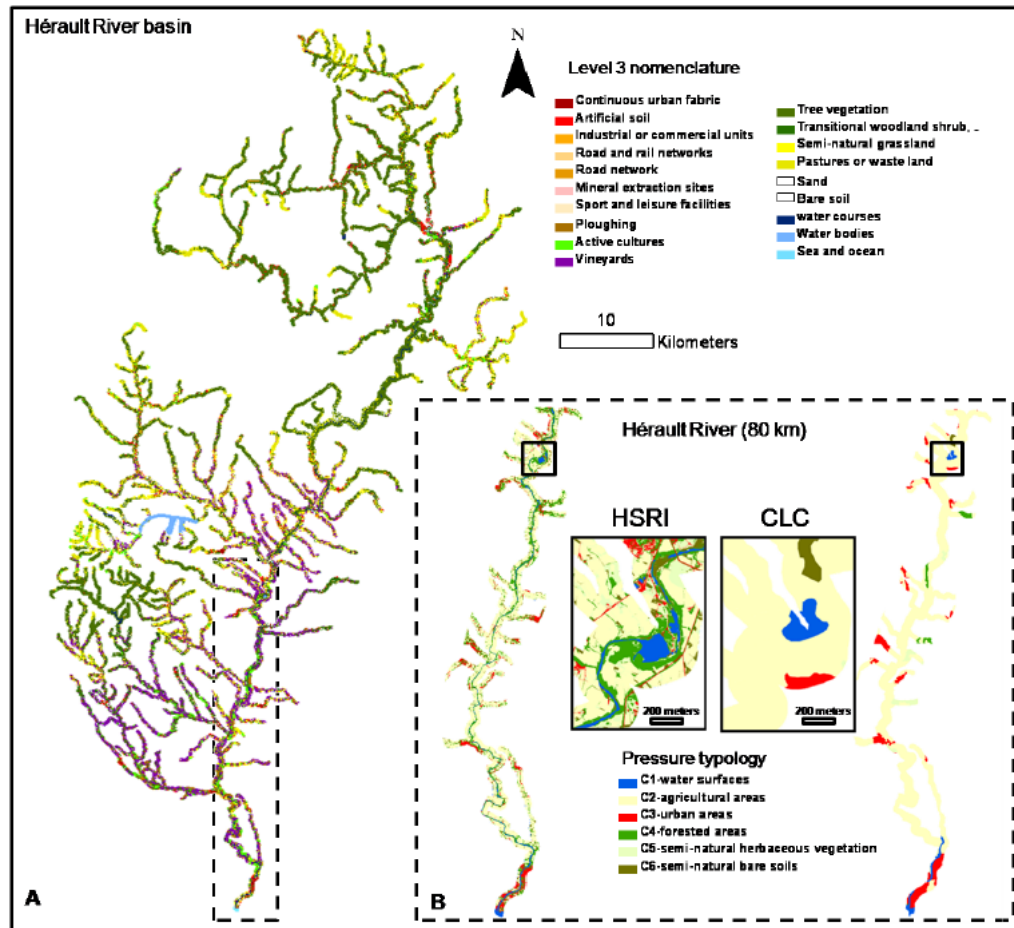 Hérault River basin
N
Level 3 nomenclature
Continuous urban fabric
Artificial soil
Industrial or commercial units
Road and rail networks
Road network
Mineral extraction sites
Sport and leisure facilities
Ploughing
Active cultures
Vineyards
Tree vegetation
Transitional woodland shrub, ..
Semi-natural grassland
Pastures or waste land
Sand
Bare soil
water courses
Water bodies
Sea and ocean
10
Kilometers
Hérault River (80 km)
HSRI
CLC
200 meters
200 meters
Pressure typology
C1-water surfaces
C2-agricultural areas
C3-urban areas
C4-forested areas
C5-semi-natural herbaceous vegetation
C6-semi-natural bare soils
A
B